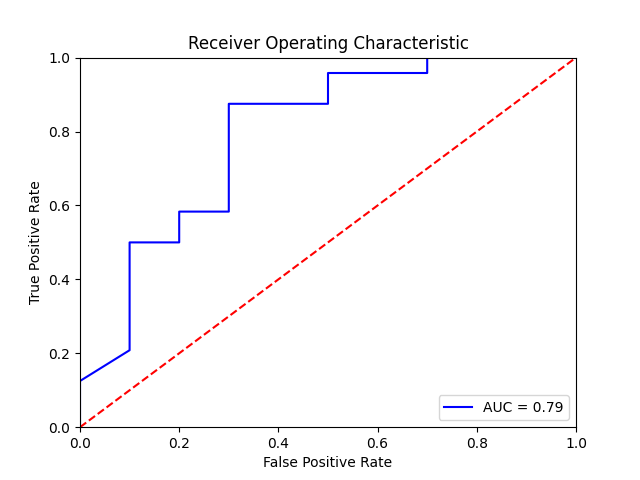 Receiver Operating Characteristic
1.0
0.8
0.6
0.4
0.2
0.0
True Positive Rate
AUC = 0.79
0.0 0.2 0.4 0.6 0.8 1.0
False Positive Rate